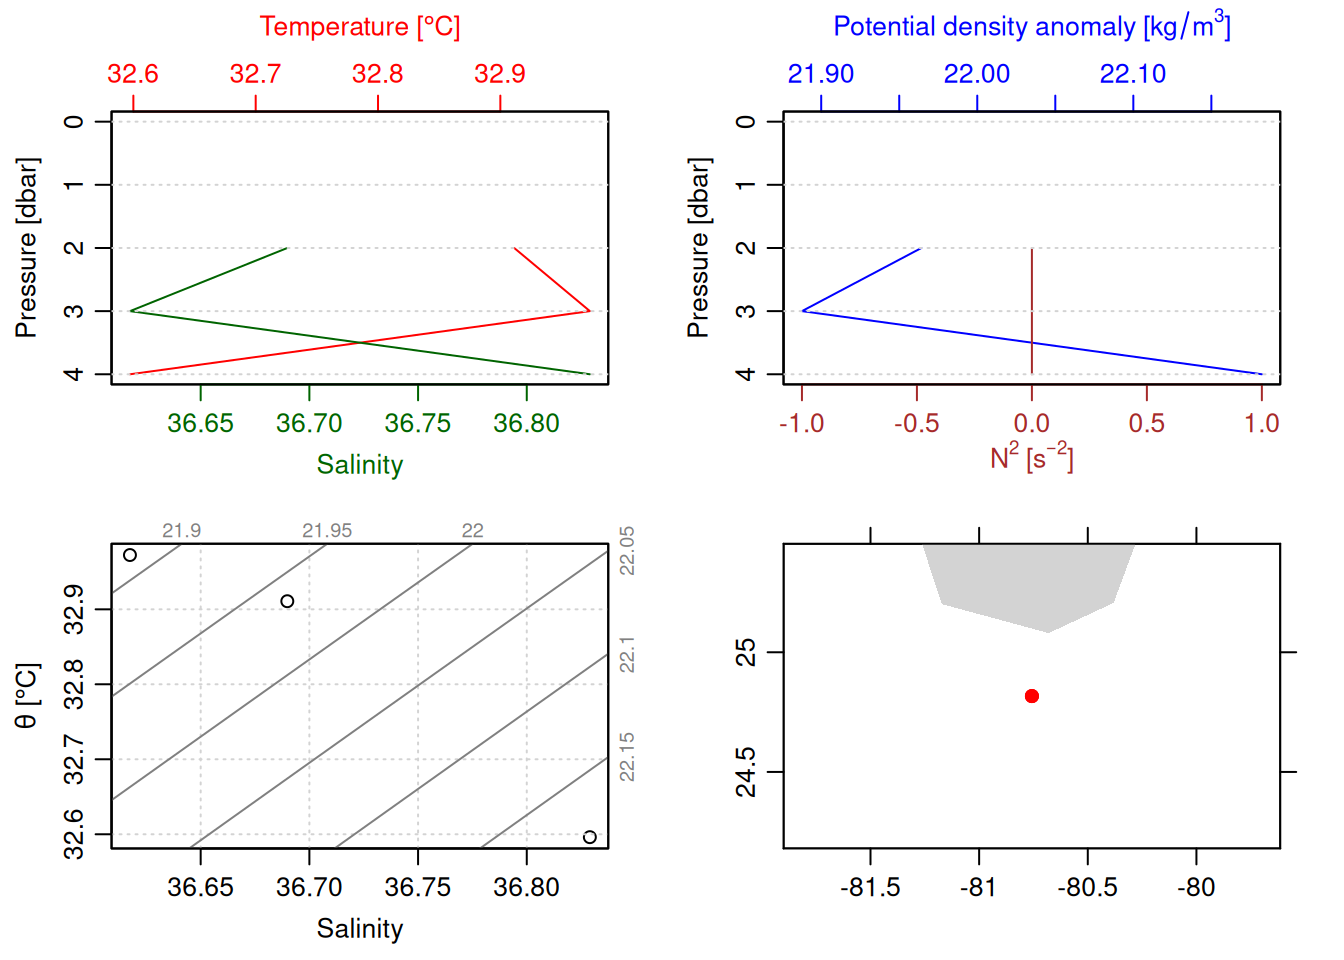 Temperature [°C]
32.6 32.7 32.8 32.9
Pressure [dbar]
0
1
2
3
4
36.65 36.70 36.75 36.80
Salinity
Potential density anomaly [kg/m³]
21.90 22.00 22.10
Pressure [dbar]
0
1
2
3
4
-1.0 -0.5 0.0 0.5 1.0
N² [s⁻²]
21.9 21.95 22
22.05
22.1
22.15
θ [°C]
32.9
32.8
32.7
32.6
36.65 36.70 36.75 36.80
Salinity
25
24.5
-81.5 -81 -80.5 -80